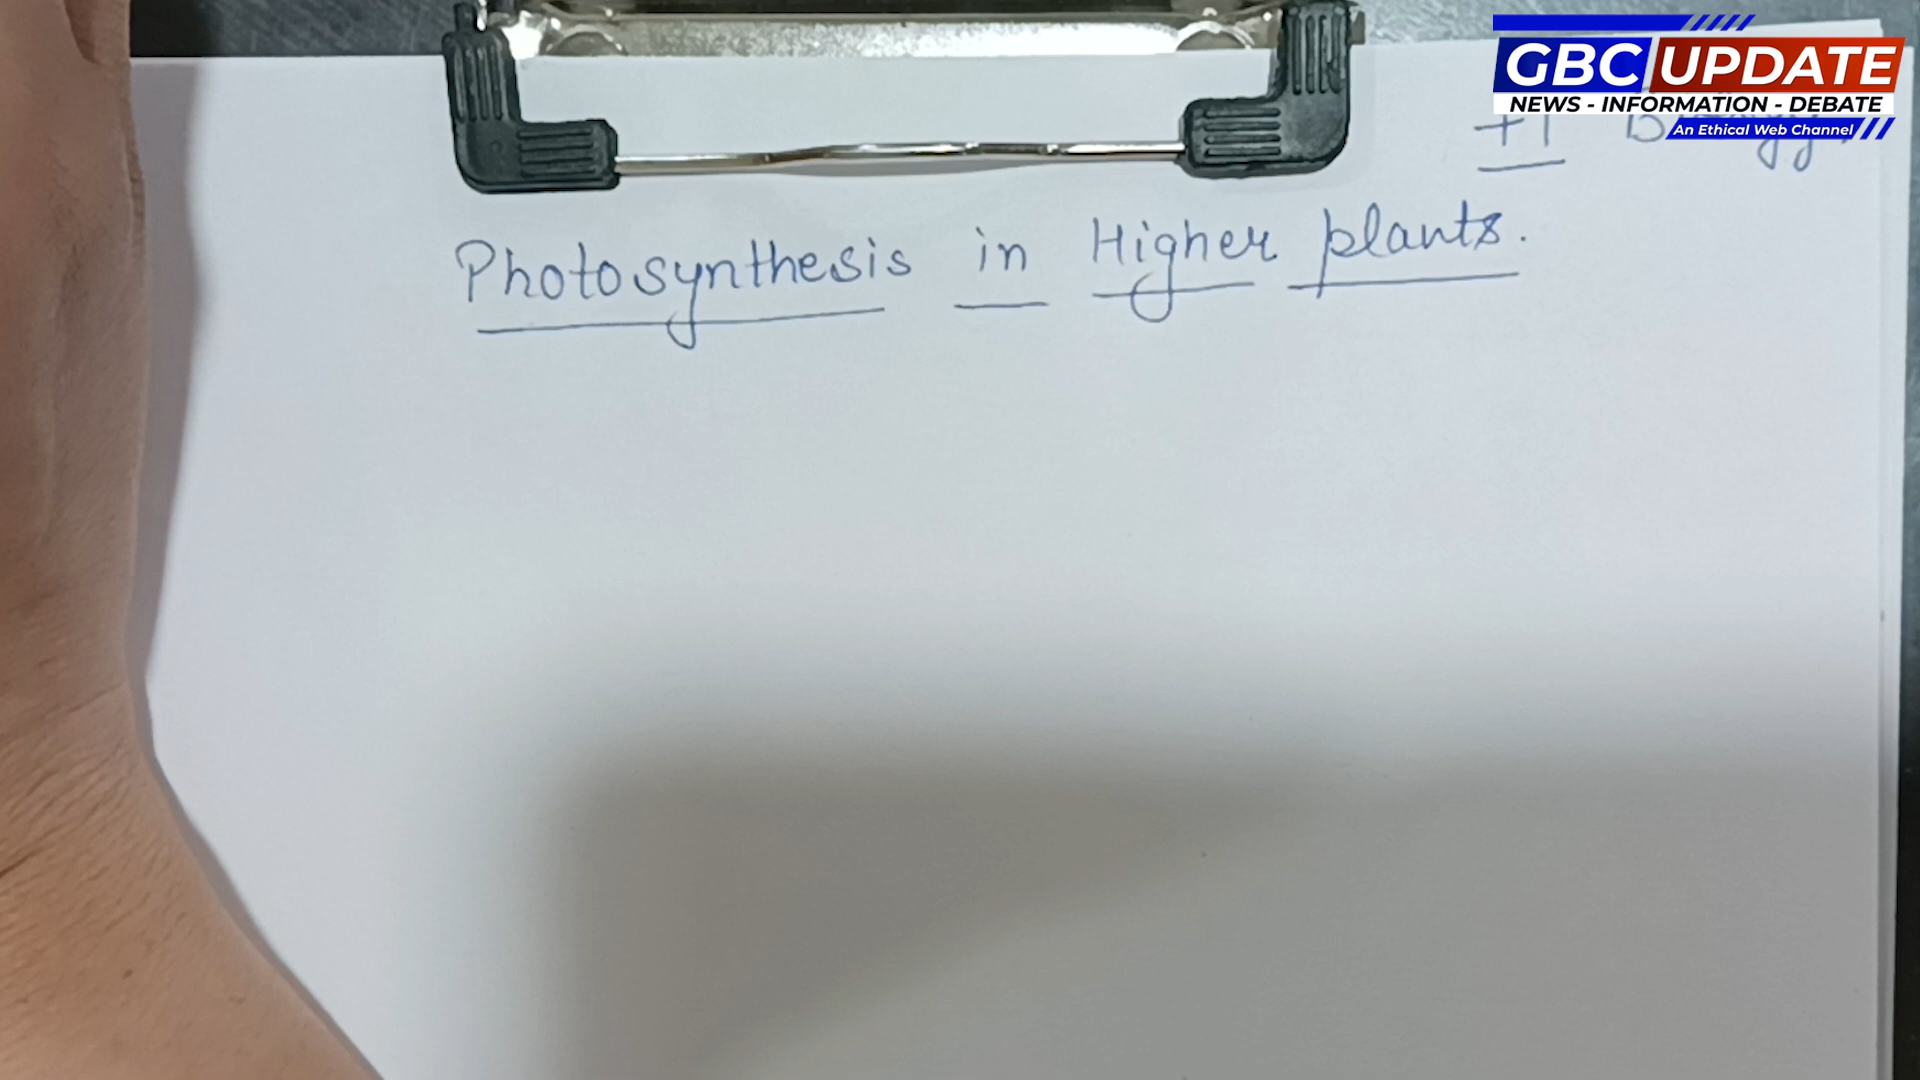 GBC UPDATE
NEWS - INFORMATION - DEBATE
An Ethical Web Channel
+1
Photosynthesis in Higher plants.